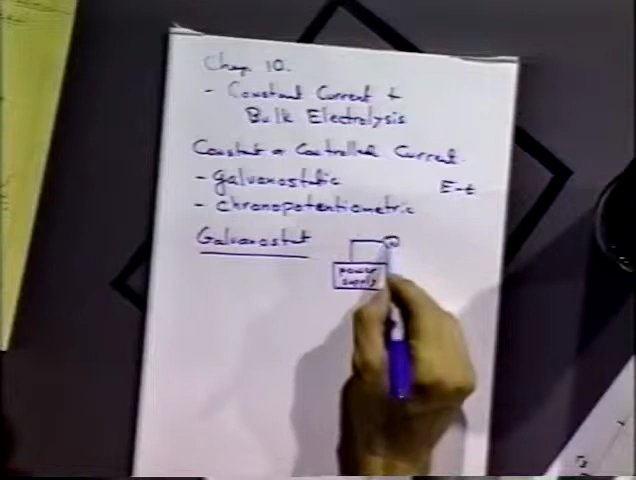 Chap 10.
- Constant Current +
Bulk Electrolysis
Constant or Controlled Current.
- galvanostatic
E-t
- chronopotentiometric
Galvanostat
power
supply